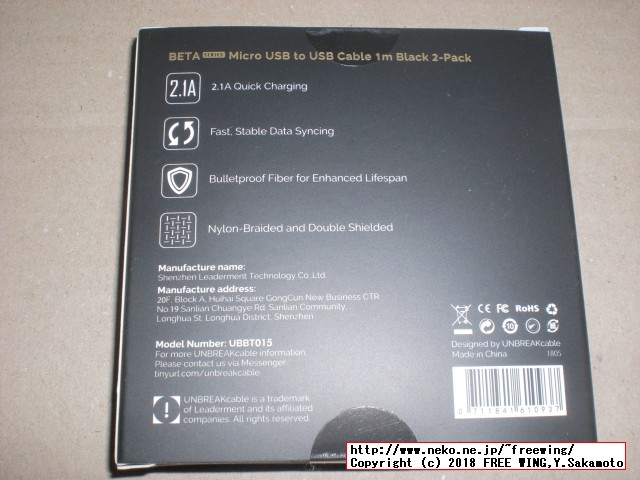 BETA SERIES Micro USB to USB Cable 1m Black 2-Pack
2.1A 2.1A Quick Charging
Fast, Stable Data Syncing
Bulletproof Fiber for Enhanced Lifespan
Nylon-Braided and Double Shielded
Manufacture name:
Shenzhen Leaderment Technology Co.,Ltd.
Manufacture address:
20F, Block A, Huihai Square GongCun New Business CTR
No.19 Sanlian Chuangye Rd. Sanlian Community,
Longhua St. Longhua District, Shenzhen
Model Number: UBBT015
For more UNBREAKcable information
Please contact us via Messenger:
tinyurl.com/unbreakcable.
UNBREAKcable is a trademark
of Leaderment and its affiliated
companies. All rights reserved.
CE FC RoHS
10
Designed by UNBREAKcable
Made in China 1805
0 711841 610937
http://www.neko.ne.jp/~freewing/
Copyright (c) 2018 FREE WING,Y.Sakamoto